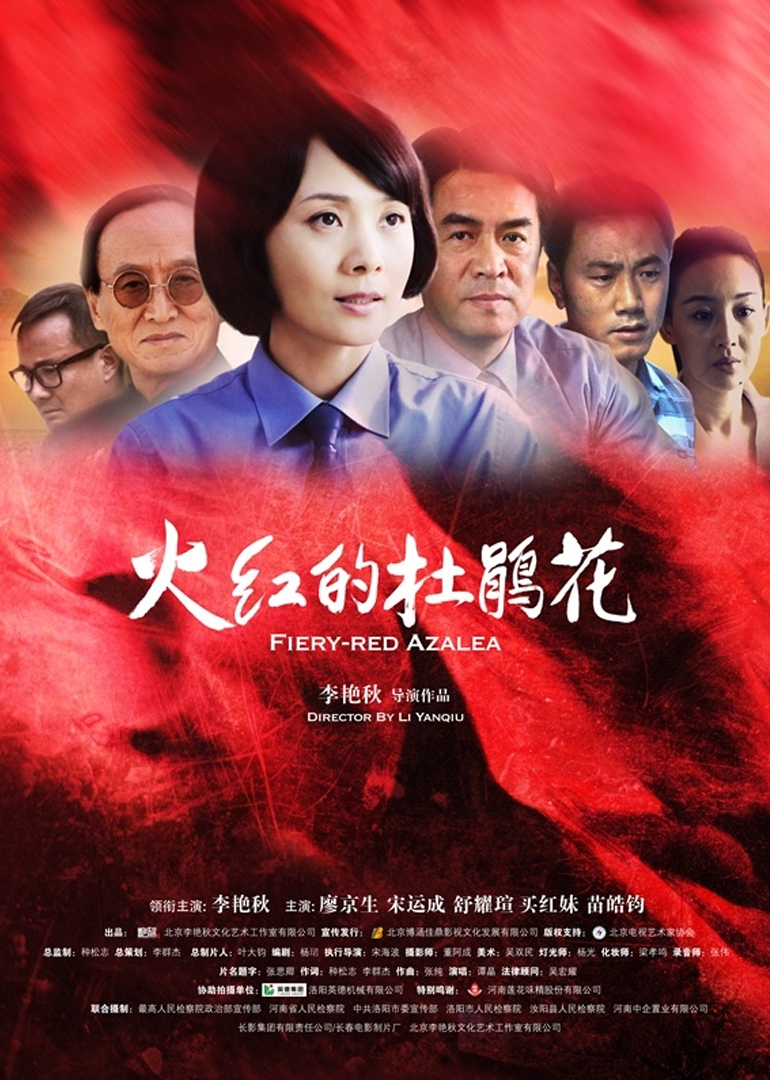 火红的杜鹃花
FIERY-RED AZALEA
李艳秋 导演作品
DIRECTOR BY LI YANQIU
领衔主演: 李艳秋 主演: 廖京生 宋运成 舒耀瑄 买红妹 苗皓钧
出品: 北京李艳秋文化艺术工作室有限公司 宣传发行: 北京博涵佳鼎影视文化发展有限公司 版权支持: 北京电视艺术家协会
总监制: 种松志 总策划: 李群杰 总制片人: 叶大钧 编剧: 杨珺 执行导演: 宋海波 摄影师: 董阿成 美术: 吴双民 灯光师: 杨光 化妆师: 梁孝鸣 录音师: 张伟
片名题字: 张思卿 作词: 种松志 李群杰 作曲: 张纯 演唱: 谭晶 法律顾问: 吴宏耀
协助拍摄单位: 英德集团 洛阳英德机械有限公司 特别鸣谢: 河南莲花味精股份有限公司
联合摄制: 最高人民检察院政治部宣传部 河南省人民检察院 中共洛阳市委宣传部 洛阳市人民检察院 汝阳县人民检察院 河南中企置业有限公司
长影集团有限责任公司/长春电影制片厂 北京李艳秋文化艺术工作室有限公司